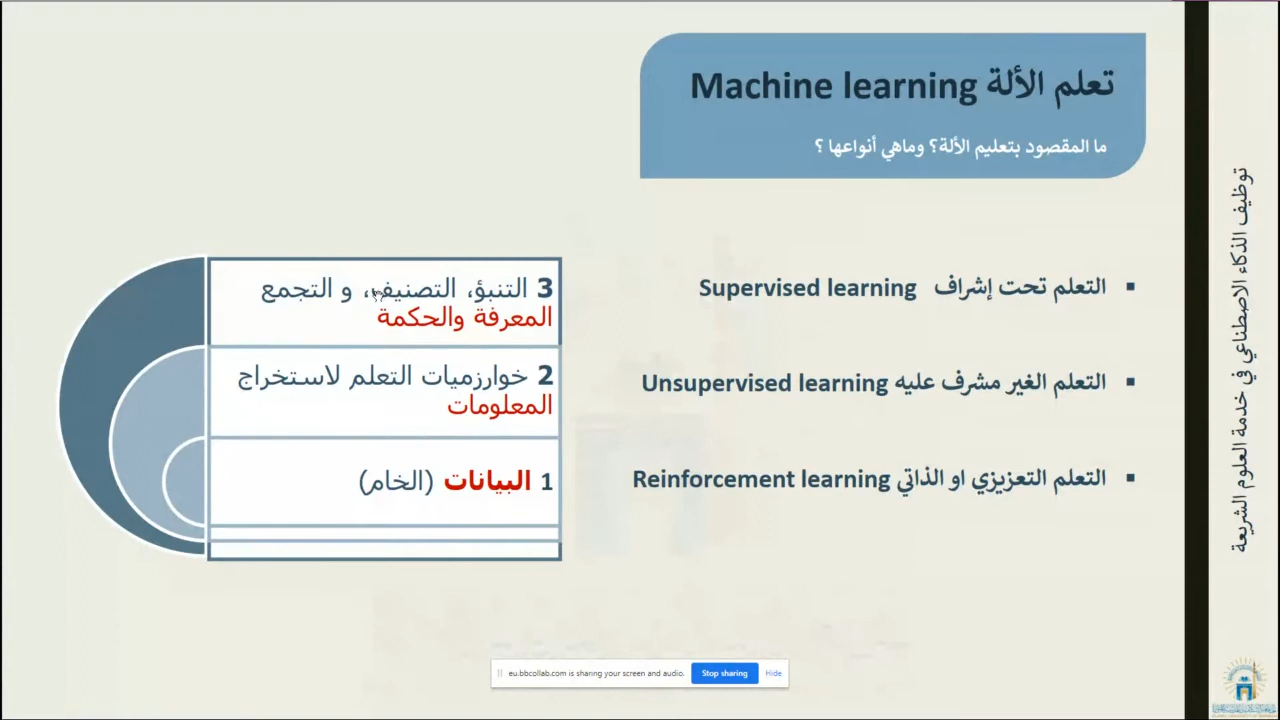 تعلم الألة Machine learning
ما المقصود بتعليم الألة؟ وماهي أنواعها ؟
التعلم تحت إشراف Supervised learning
التعلم الغير مشرف عليه Unsupervised learning
التعلم التعزيزي او الذاتي Reinforcement learning
3 التنبؤ، التصنيف، و التجمع
المعرفة والحكمة
2 خوارزميات التعلم لاستخراج
المعلومات
1 البيانات (الخام)
توظيف الذكاء الاصطناعي في خدمة العلوم الشريعة
eu.bbcollab.com is sharing your screen and audio.
Stop sharing
Hide